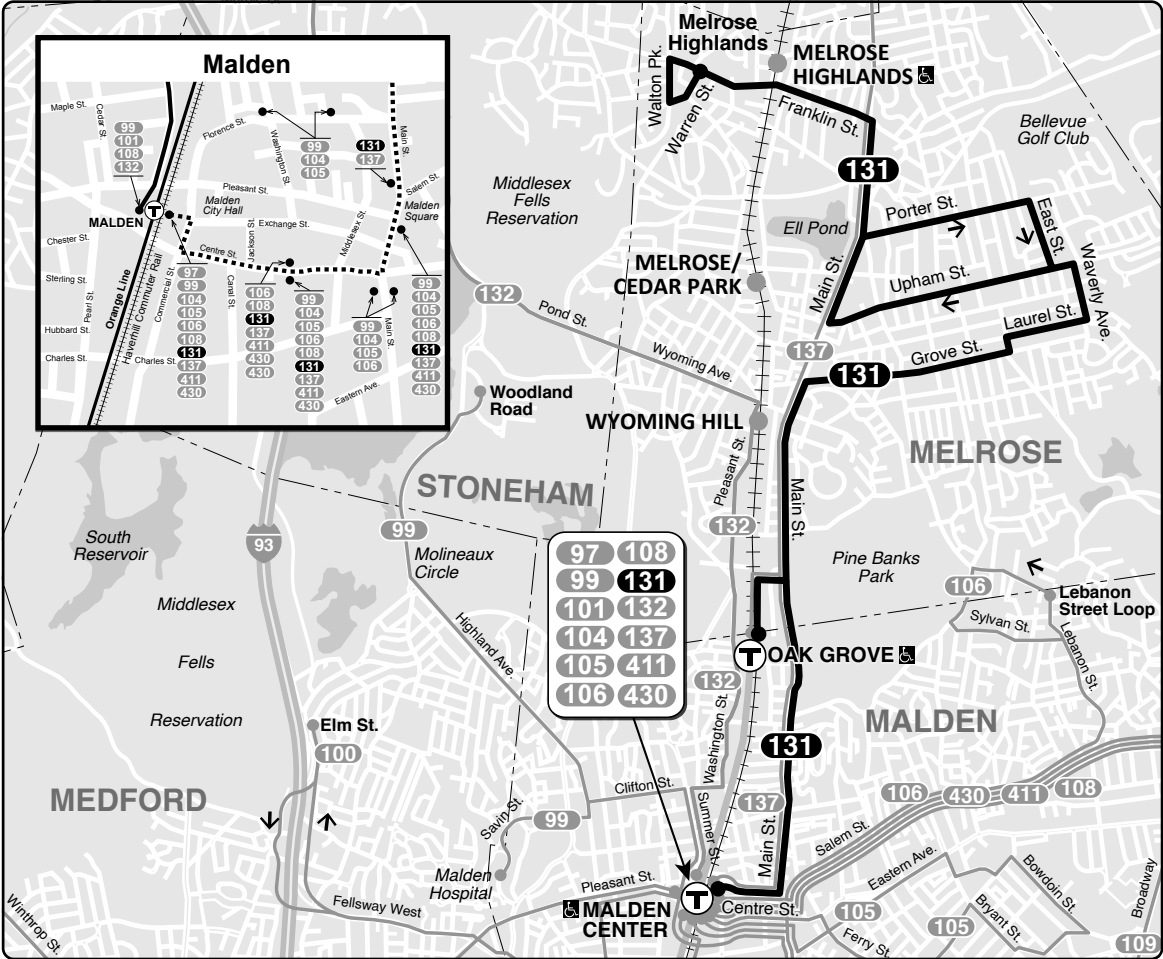 Malden
Maple St.
Cedar St.
99
101
108
132
Florence St.
Washington St.
99
104
105
131
137
Main St.
Salem St.
Pleasant St.
Malden
City Hall
Malden
Square
MALDEN
T
Exchange St.
Jackson St.
Middlesex St.
Chester St.
Centre St.
Sterling St.
Pearl St.
Orange Line
Haverhill Commuter Rail
Commercial St.
Canal St.
Hubbard St.
Charles St.
Charles St.
Main St.
Eastern Ave.
97
99
104
105
106
108
131
137
411
430
106
108
131
137
411
430
99
104
105
106
108
131
137
411
430
99
104
105
106
99
104
105
106
108
131
137
411
430
Melrose
Highlands
MELROSE
HIGHLANDS
Walton Pk.
Warren St.
Franklin St.
Bellevue
Golf Club
131
Middlesex
Fells
Reservation
Ell Pond
Porter St.
East St.
Main St.
Upham St.
Waverly Ave.
MELROSE/
CEDAR PARK
132
Pond St.
Laurel St.
137
Grove St.
131
Wyoming Ave.
Woodland
Road
WYOMING HILL
MELROSE
Pleasant St.
STONEHAM
Main St.
132
99
93
South
Reservoir
Molineaux
Circle
97 108
99 131
101 132
104 137
105 411
106 430
Pine Banks
Park
106
Lebanon
Street Loop
Sylvan St.
Lebanon St.
Middlesex
Fells
Reservation
Highland Ave.
T
OAK GROVE
132
Washington St.
MALDEN
Elm St.
100
131
MEDFORD
Clifton St.
137
106
430
411
108
Savin St.
99
Summer St.
Main St.
Salem St.
Eastern Ave.
Malden
Hospital
Pleasant St.
T
MALDEN
CENTER
Centre St.
Fellsway West
105
Ferry St.
105
Bryant St.
Bowdoin St.
Broadway
109
Winthrop St.